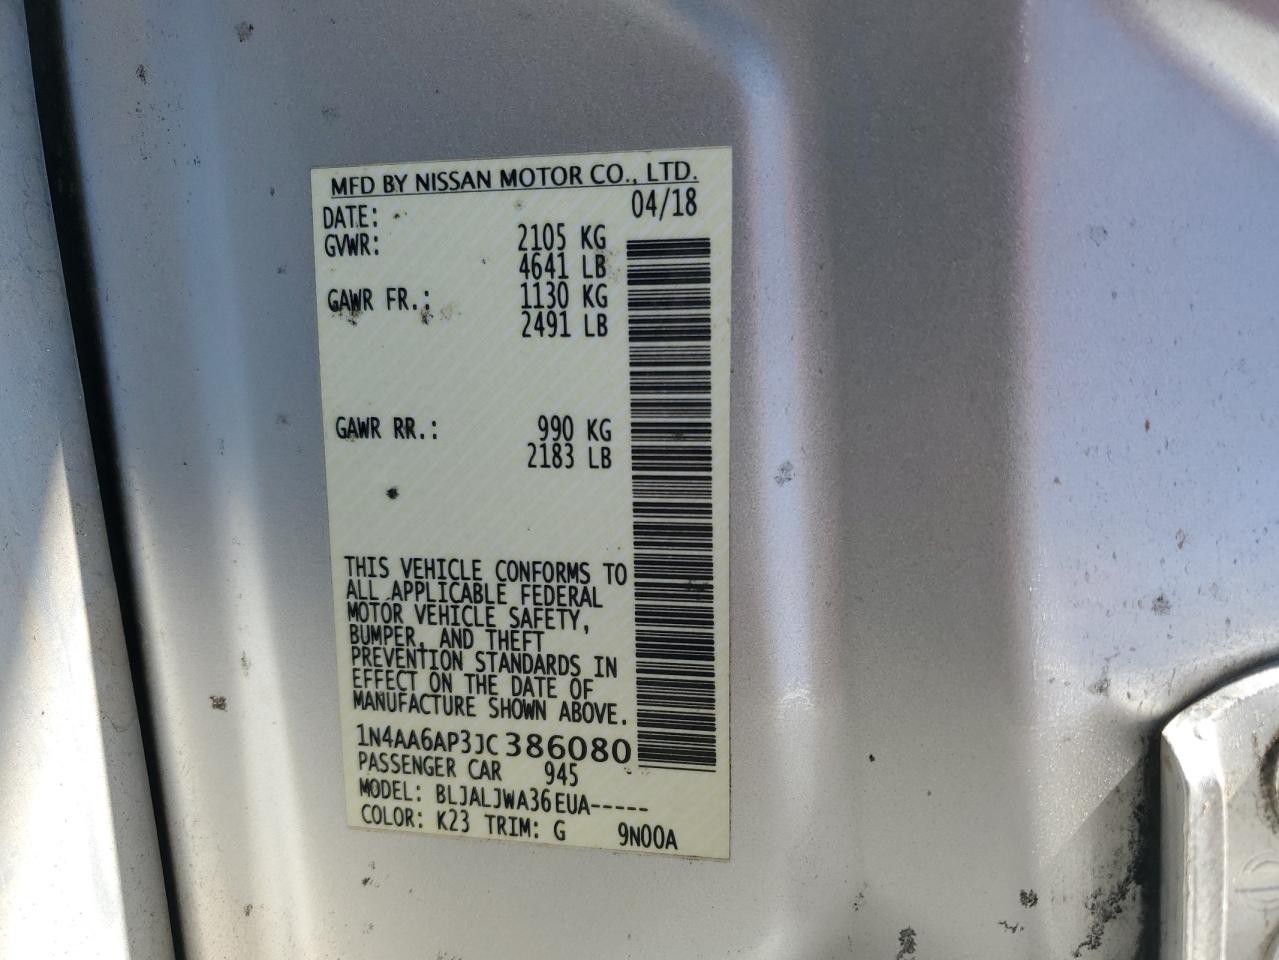 MFD BY NISSAN MOTOR CO., LTD.
DATE: 04/18
GVWR: 2105 KG
4641 LB
GAWR FR.: 1130 KG
2491 LB
GAWR RR.: 990 KG
2183 LB
THIS VEHICLE CONFORMS TO
ALL APPLICABLE FEDERAL
MOTOR VEHICLE SAFETY,
BUMPER, AND THEFT
PREVENTION STANDARDS IN
EFFECT ON THE DATE OF
MANUFACTURE SHOWN ABOVE.
1N4AA6AP3JC386080
PASSENGER CAR 945
MODEL: BLJALJWA36EUA-----
COLOR: K23 TRIM: G 9N00A